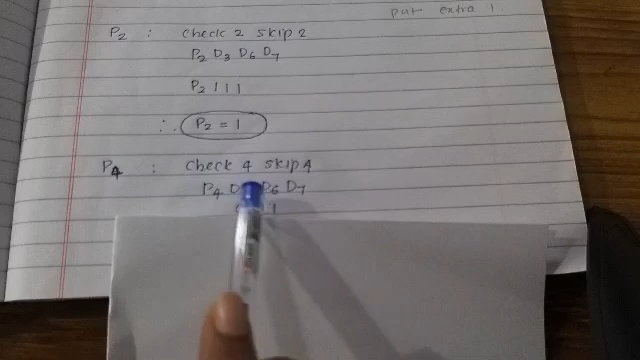 put extra 1.
P2 : check 2 skip 2
P2 D3 D6 D7
P2 1 1 1
∴ P2 = 1
P4 : check 4 skip 4
P4 D6 D7
1